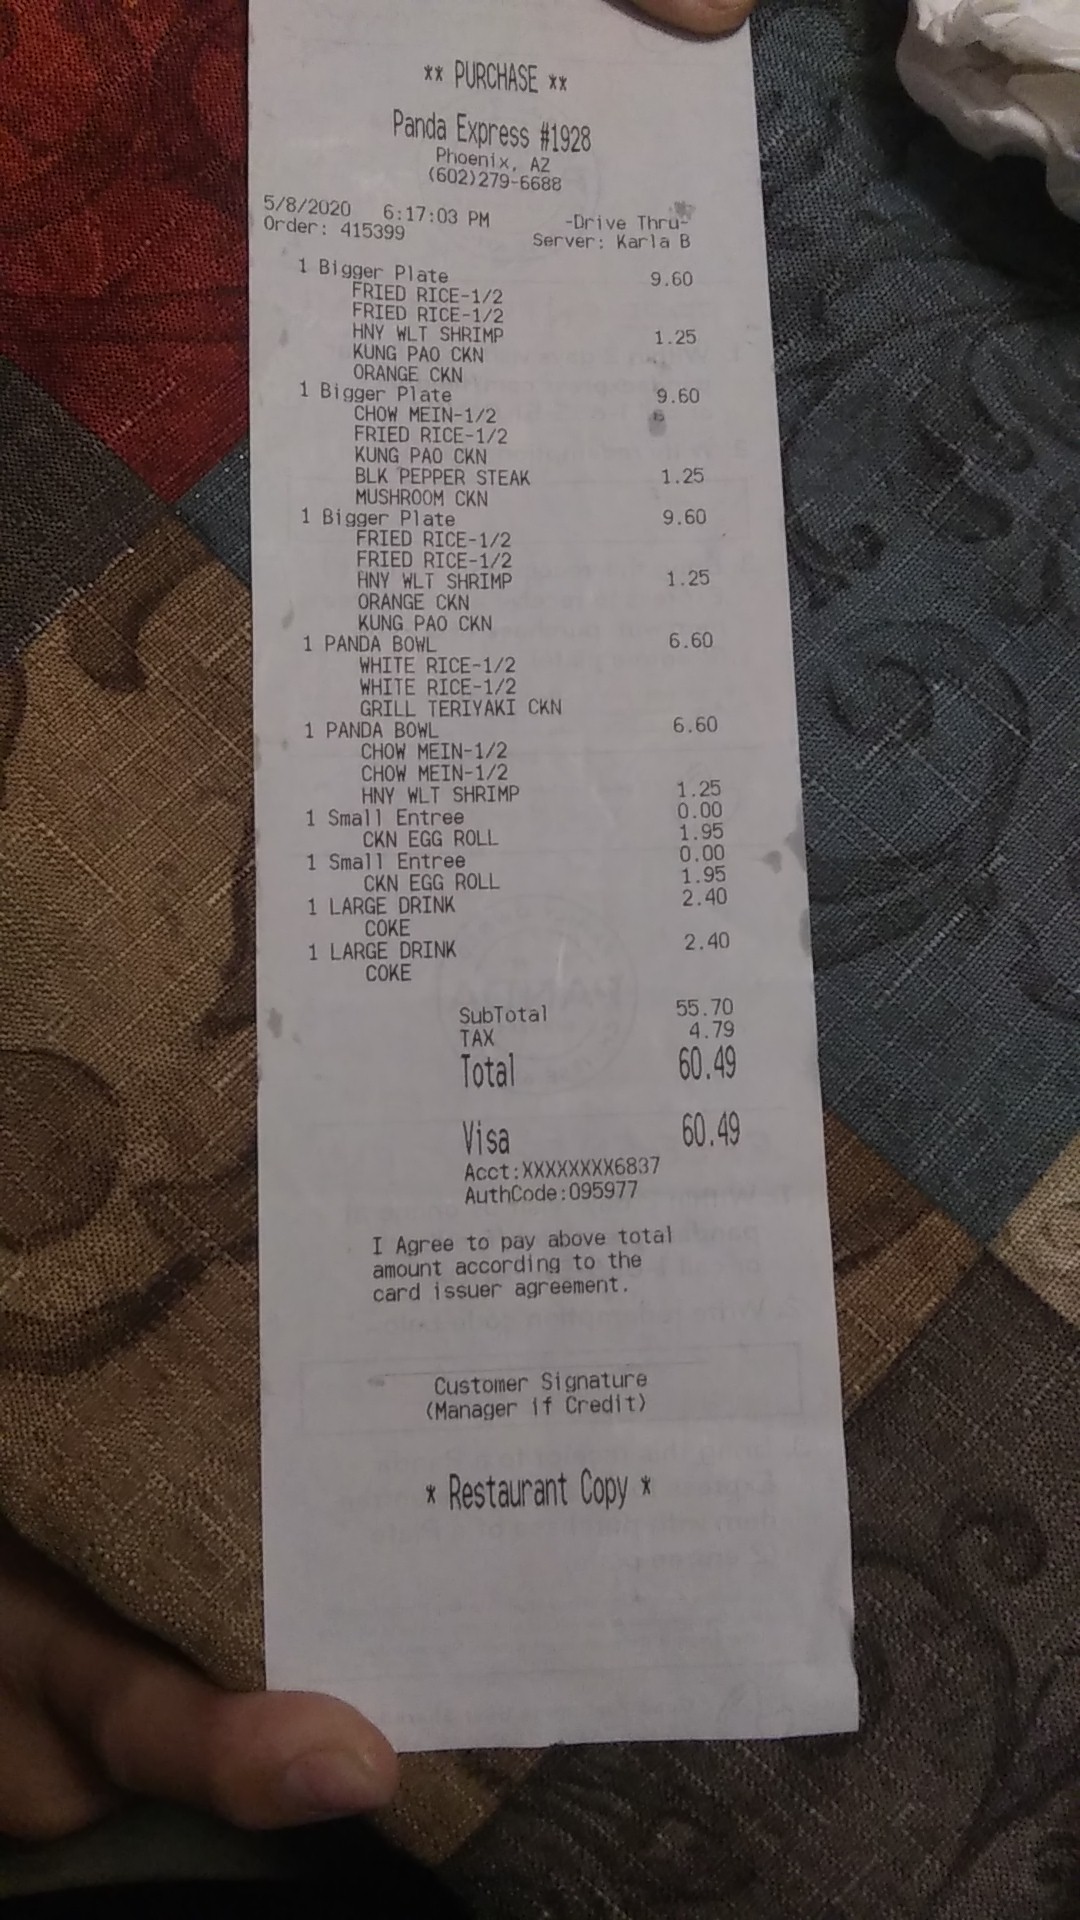 ** PURCHASE **
Panda Express #1928
Phoenix, AZ
(602)279-6688
5/8/2020 6:17:03 PM -Drive Thru-
Order: 415399 Server: Karla B
1 Bigger Plate 9.60
FRIED RICE-1/2
FRIED RICE-1/2
HNY WLT SHRIMP 1.25
KUNG PAO CKN
ORANGE CKN
1 Bigger Plate 9.60
CHOW MEIN-1/2
FRIED RICE-1/2
KUNG PAO CKN
BLK PEPPER STEAK 1.25
MUSHROOM CKN
1 Bigger Plate 9.60
FRIED RICE-1/2
FRIED RICE-1/2
HNY WLT SHRIMP 1.25
ORANGE CKN
KUNG PAO CKN
1 PANDA BOWL 6.60
WHITE RICE-1/2
WHITE RICE-1/2
GRILL TERIYAKI CKN
1 PANDA BOWL 6.60
CHOW MEIN-1/2
CHOW MEIN-1/2
HNY WLT SHRIMP 1.25
1 Small Entree 0.00
CKN EGG ROLL 1.95
1 Small Entree 0.00
CKN EGG ROLL 1.95
1 LARGE DRINK 2.40
COKE
1 LARGE DRINK 2.40
COKE
SubTotal 55.70
TAX 4.79
Total 60.49
Visa 60.49
Acct:XXXXXXXX6837
AuthCode:095977
I Agree to pay above total
amount according to the
card issuer agreement.
Customer Signature
(Manager if Credit)
* Restaurant Copy *